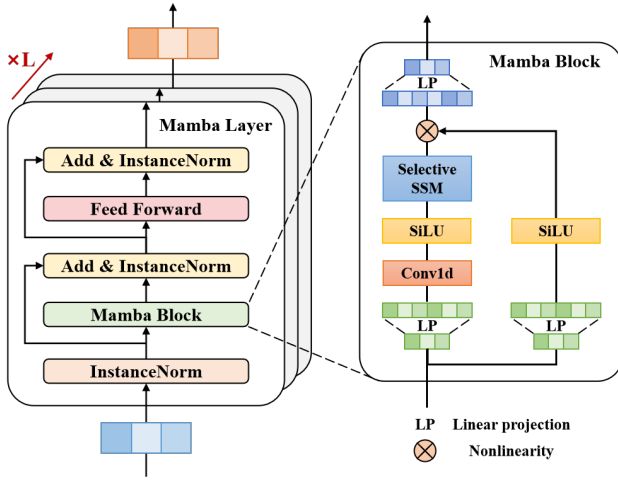 ×L
Mamba Layer
Add & InstanceNorm
Feed Forward
Add & InstanceNorm
Mamba Block
InstanceNorm
Mamba Block
LP
Selective
SSM
SiLU
SiLU
Conv1d
LP
LP
LP Linear projection
Nonlinearity